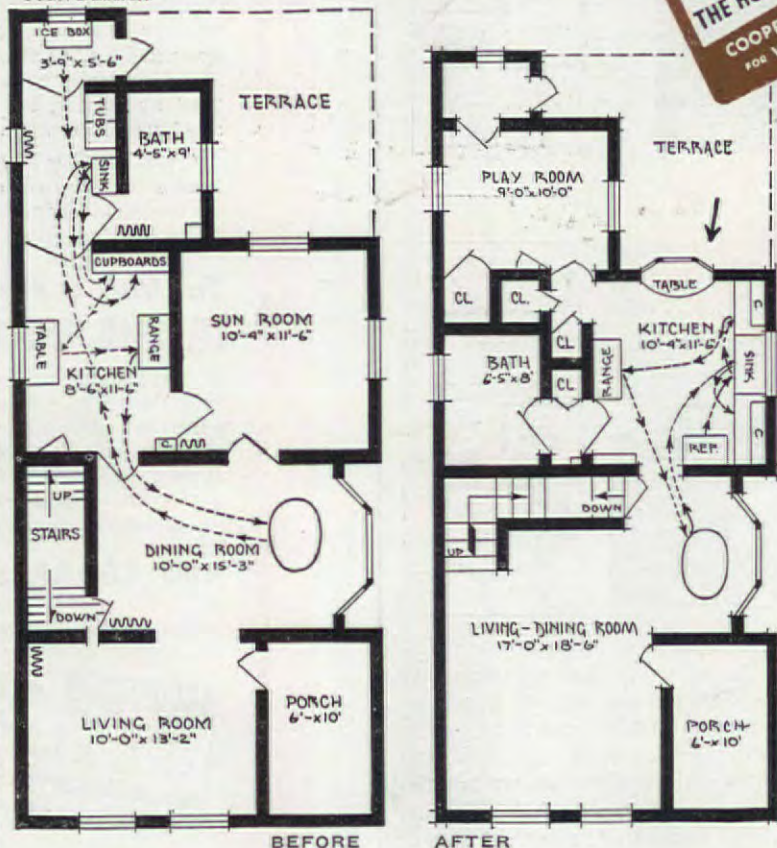 THE HO
COOPE
FOR
ICE BOX
3'-9" x 5'-6"
TUBS
SINK
BATH
4'-5" x 9'
TERRACE
CUPBOARDS
TABLE
RANGE
KITCHEN
8'-6" x 11-6"
SUN ROOM
10'-4" x 11'-6"
C.
UP
STAIRS
DOWN
DINING ROOM
10'-0" x 15'-3"
LIVING ROOM
10'-0" x 13'-2"
PORCH
6'-x 10'
BEFORE
TERRACE
PLAY ROOM
9'-0" x 10'-0"
CL.
CL.
TABLE
C.
KITCHEN
10'-4" x 11'-6"
SINK
CL
CL
RANGE
BATH
6'-5" x 8'
C
REF.
DOWN
UP
LIVING-DINING ROOM
17'-0" x 18'-6"
PORCH
6'-x 10'
AFTER